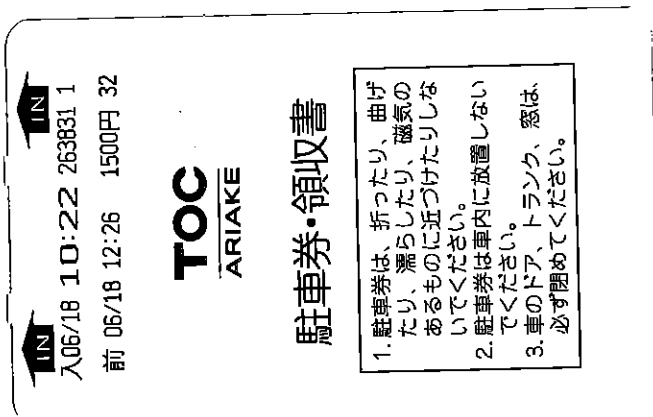 IN IN
入06/18 10:22 263831 1
前 06/18 12:26 1500円 32
TOC
ARIAKE
駐車券・領収書
1. 駐車券は、折ったり、曲げ
たり、濡らしたり、磁気の
あるものに近づけたりしな
いでください。
2. 駐車券は車内に放置しない
でください。
3. 車のドア、トランク、窓は、
必ず閉めてください。